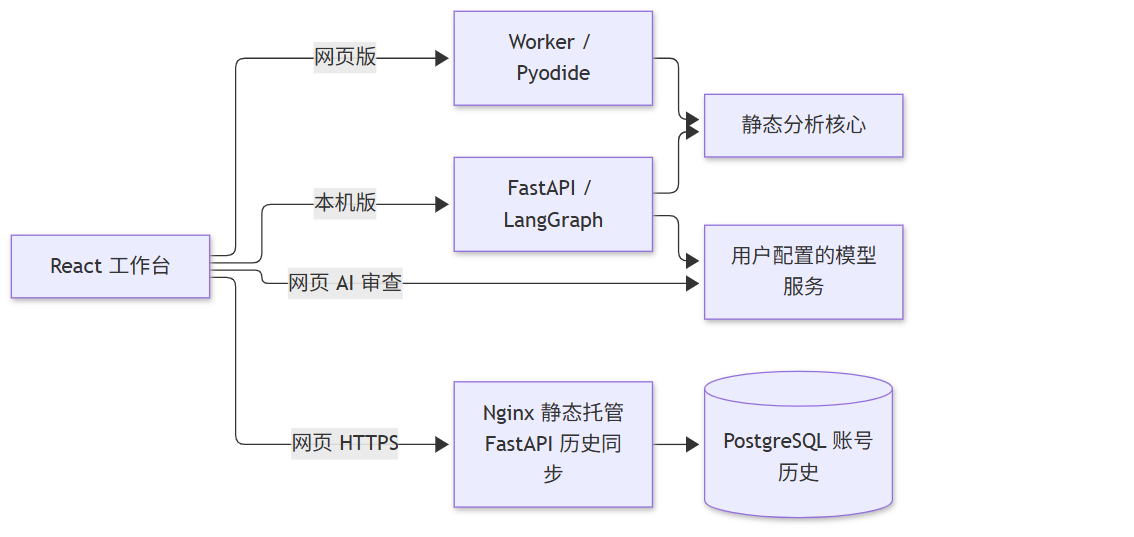 网页版
Worker /
Pyodide
静态分析核心
本机版
FastAPI /
LangGraph
React 工作台
网页 AI 审查
用户配置的模型
服务
网页 HTTPS
Nginx 静态托管
FastAPI 历史同
步
PostgreSQL 账号
历史